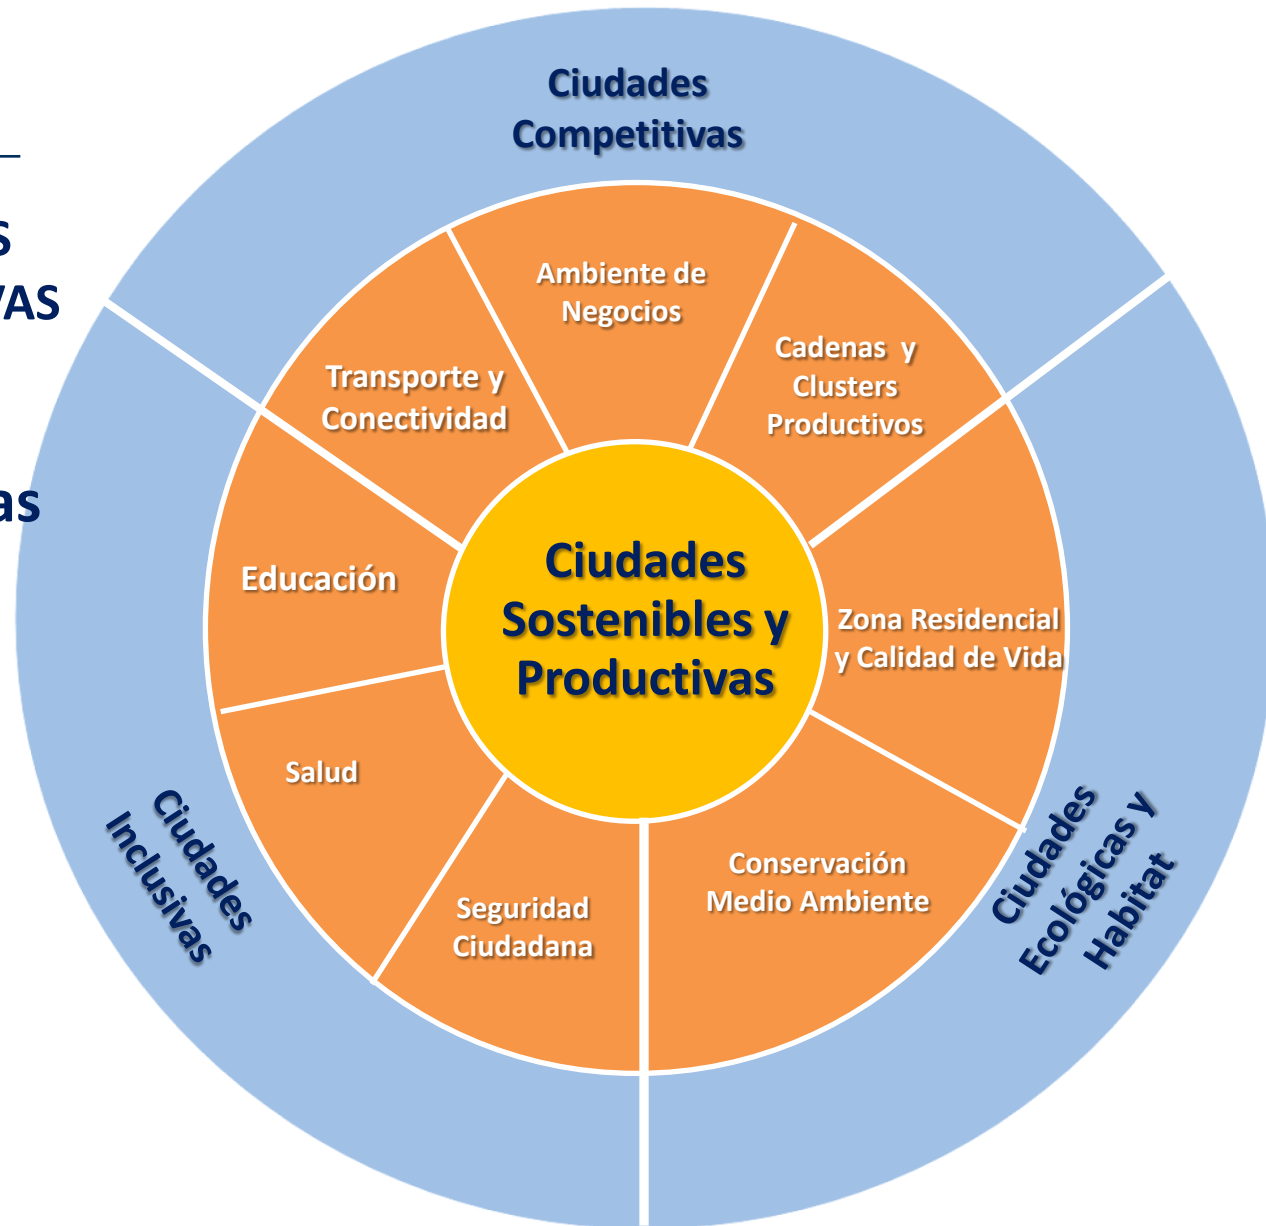 Ciudades
Competitivas
Ambiente de
Negocios
Cadenas y
Clusters
Productivos
Transporte y
Conectividad
Educación
Ciudades
Sostenibles y
Productivas
Zona Residencial
y Calidad de Vida
Salud
Seguridad
Ciudadana
Conservación
Medio Ambiente
Ciudades
Inclusivas
Ciudades
Ecológicas y
Habitat